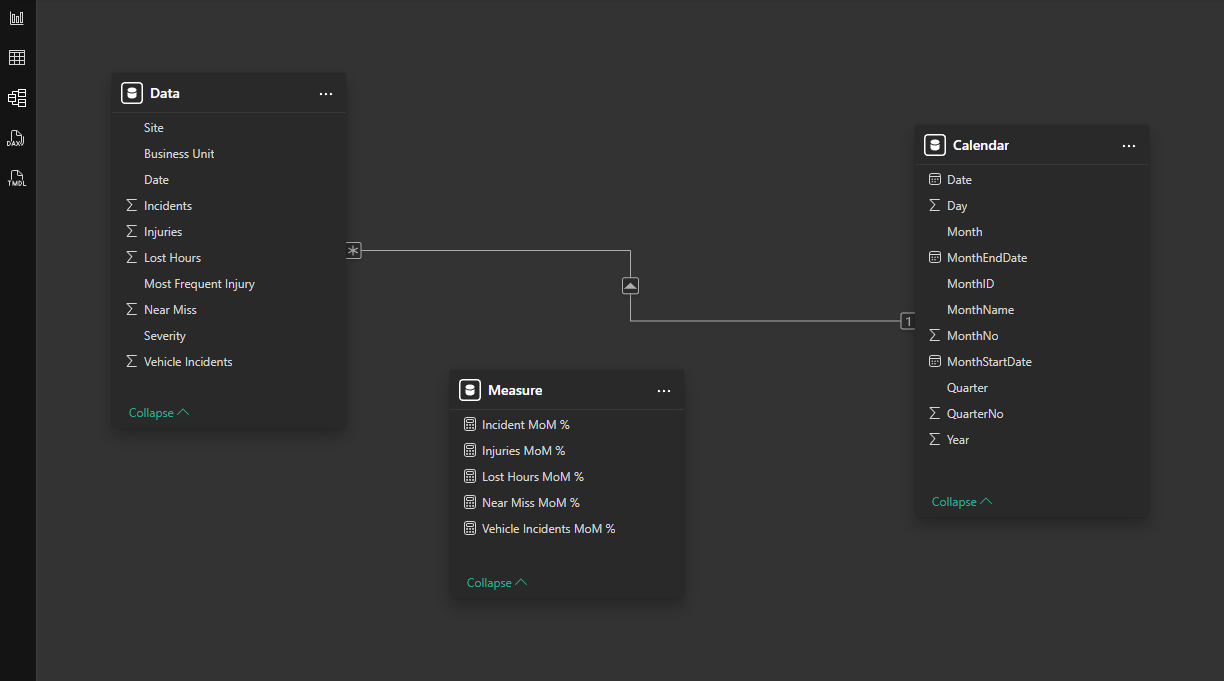 DAX
TMDL
Data
...
Site
Business Unit
Date
Incidents
Injuries
Lost Hours
Most Frequent Injury
Near Miss
Severity
Vehicle Incidents
Collapse
*
1
Measure
...
Incident MoM %
Injuries MoM %
Lost Hours MoM %
Near Miss MoM %
Vehicle Incidents MoM %
Collapse
Calendar
...
Date
Day
Month
MonthEndDate
MonthID
MonthName
MonthNo
MonthStartDate
Quarter
QuarterNo
Year
Collapse